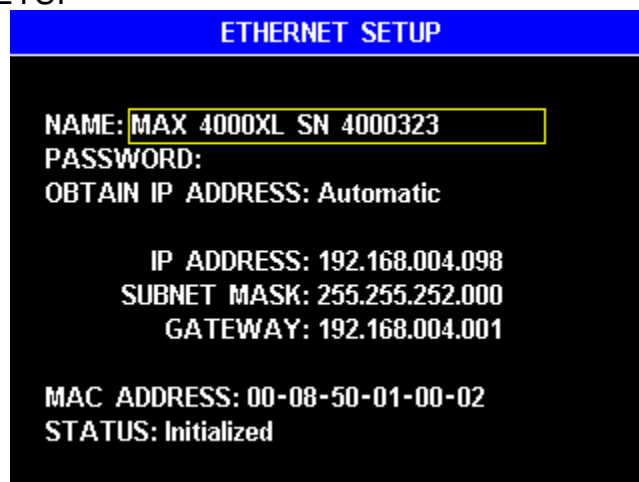 ETHERNET SETUP
NAME: MAX 4000XL SN 4000323
PASSWORD:
OBTAIN IP ADDRESS: Automatic
IP ADDRESS: 192.168.004.098
SUBNET MASK: 255.255.252.000
GATEWAY: 192.168.004.001
MAC ADDRESS: 00-08-50-01-00-02
STATUS: Initialized